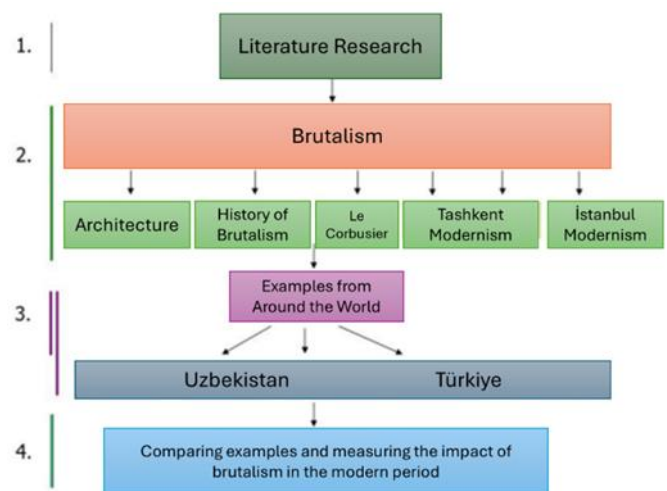 1.
Literature Research
2.
Brutalism
Architecture
History of
Brutalism
Le
Corbusier
Tashkent
Modernism
İstanbul
Modernism
3.
Examples from
Around the World
Uzbekistan
Türkiye
4.
Comparing examples and measuring the impact of
brutalism in the modern period